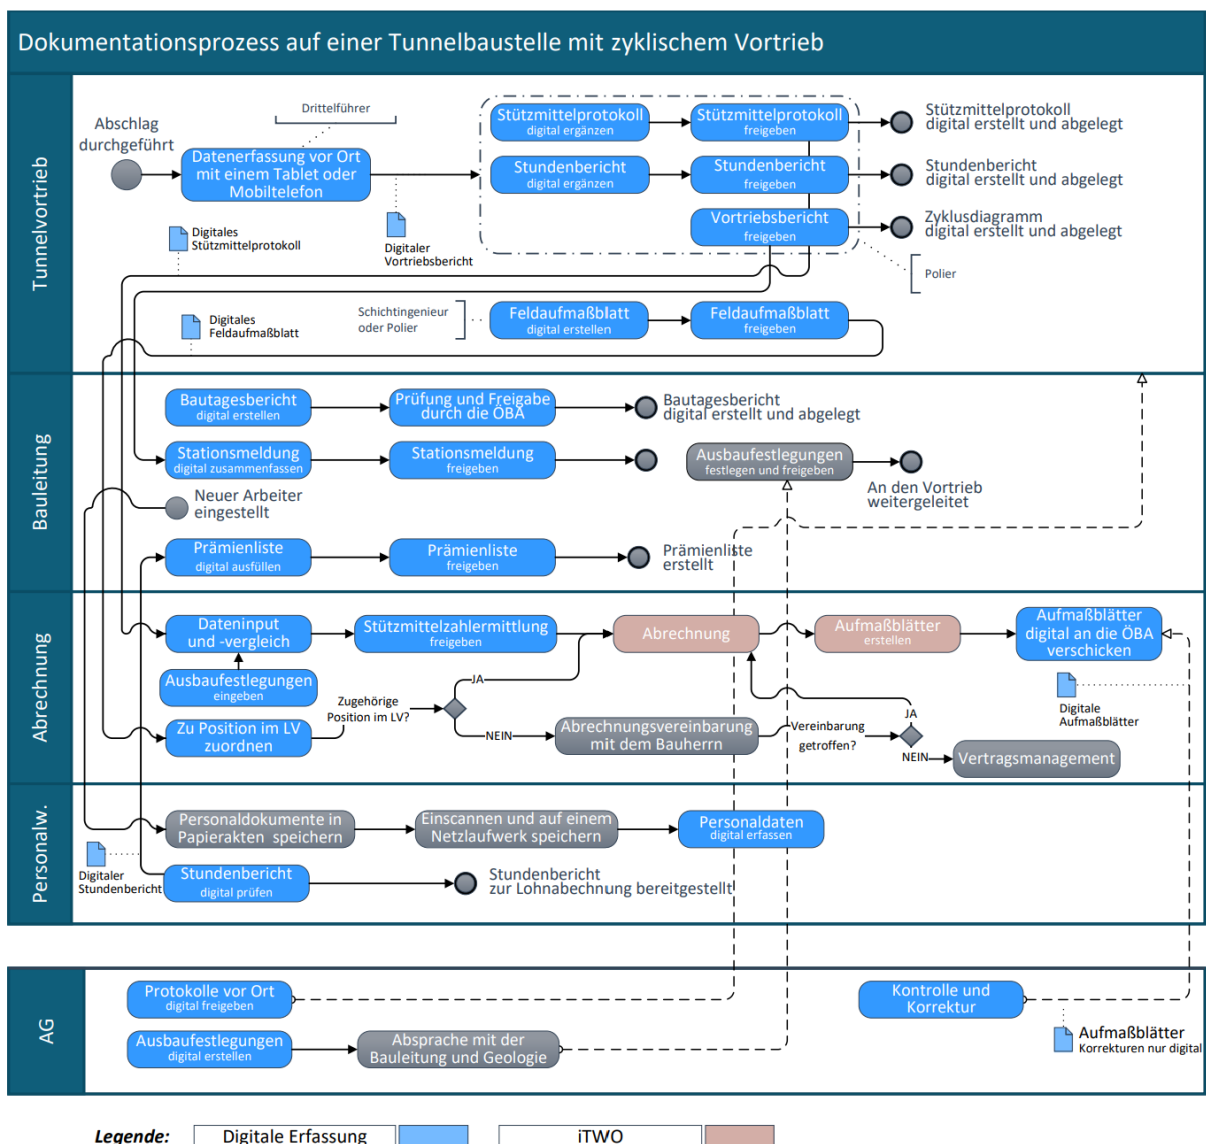 Dokumentationsprozess auf einer Tunnelbaustelle mit zyklischem Vortrieb
Tunnelvortrieb
Abschlag
durchgeführt
Drittelführer
Datenerfassung vor Ort
mit einem Tablet oder
Mobiltelefon
Stützmittelprotokoll
digital ergänzen
Stützmittelprotokoll
freigeben
Stützmittelprotokoll
digital erstellt und abgelegt
Stundenbericht
digital ergänzen
Stundenbericht
freigeben
Stundenbericht
digital erstellt und abgelegt
Vortriebsbericht
freigeben
Zyklusdiagramm
digital erstellt und abgelegt
Digitales
Stützmittelprotokoll
Digitaler
Vortriebsbericht
Polier
Digitales
Feldaufmaßblatt
Schichtingenieur
oder Polier
Feldaufmaßblatt
digital erstellen
Feldaufmaßblatt
freigeben
Bauleitung
Bautagesbericht
digital erstellen
Prüfung und Freigabe
durch die ÖBA
Bautagesbericht
digital erstellt und abgelegt
Stationsmeldung
digital zusammenfassen
Stationsmeldung
freigeben
Ausbaufestlegungen
festlegen und freigeben
An den Vortrieb
weitergeleitet
Neuer Arbeiter
eingestellt
Prämienliste
digital ausfüllen
Prämienliste
freigeben
Prämienliste
erstellt
Abrechnung
Dateninput
und -vergleich
Stützmittelzahlermittlung
freigeben
Abrechnung
Aufmaßblätter
erstellen
Aufmaßblätter
digital an die ÖBA
verschicken
Ausbaufestlegungen
eingeben
Zugehörige
Position im LV?
JA
NEIN
Zu Position im LV
zuordnen
Abrechnungsvereinbarung
mit dem Bauherrn
Vereinbarung
getroffen?
JA
NEIN
Vertragsmanagement
Digitale
Aufmaßblätter
Personalw.
Personaldokumente in
Papierakten speichern
Einscannen und auf einem
Netzlaufwerk speichern
Personaldaten
digital erfassen
Digitaler
Stundenbericht
Stundenbericht
digital prüfen
Stundenbericht
zur Lohnabechnung bereitgestellt
AG
Protokolle vor Ort
digital freigeben
Kontrolle und
Korrektur
Ausbaufestlegungen
digital erstellen
Absprache mit der
Bauleitung und Geologie
Aufmaßblätter
Korrekturen nur digital
Legende:
Digitale Erfassung
iTWO